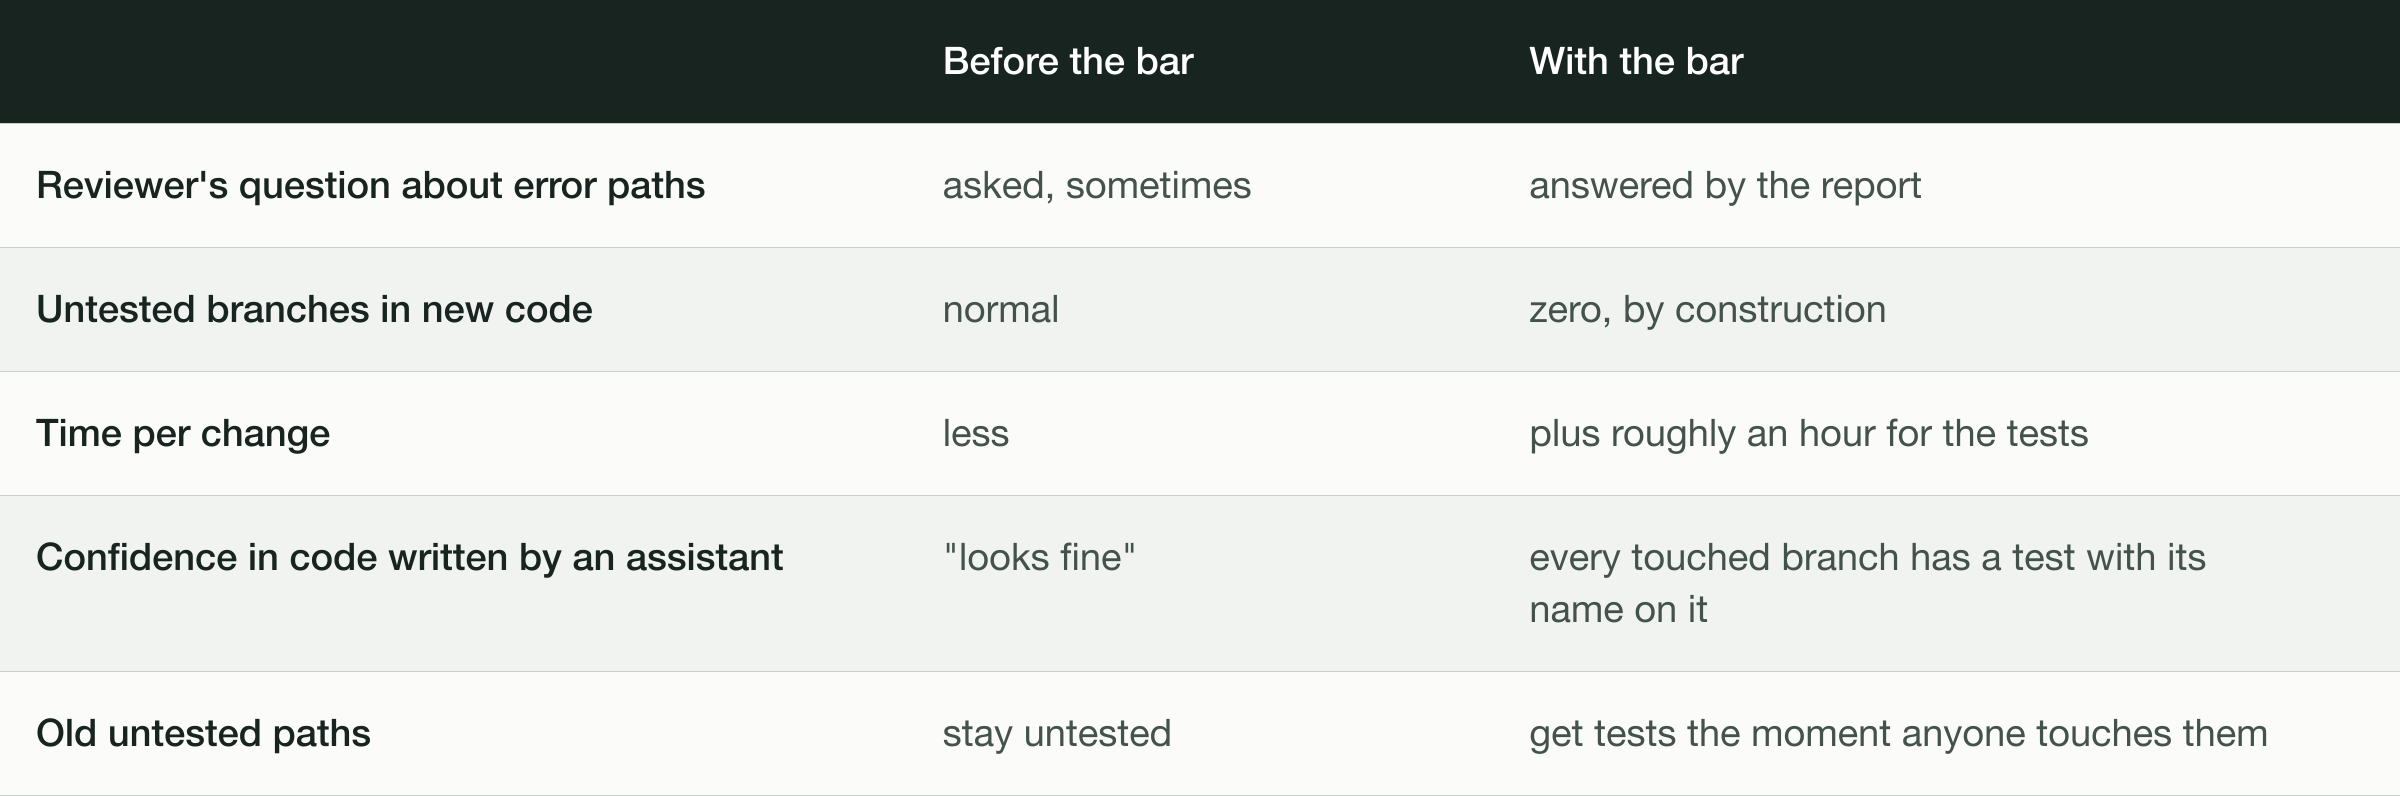 Before the bar
With the bar
Reviewer's question about error paths
asked, sometimes
answered by the report
Untested branches in new code
normal
zero, by construction
Time per change
less
plus roughly an hour for the tests
Confidence in code written by an assistant
"looks fine"
every touched branch has a test with its
name on it
Old untested paths
stay untested
get tests the moment anyone touches them